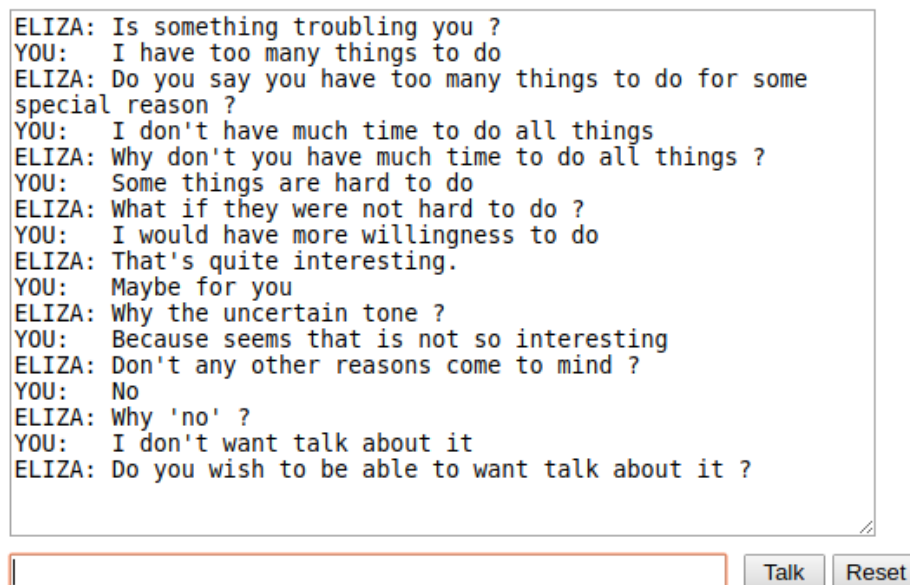 ELIZA: Is something troubling you ?
YOU:   I have too many things to do
ELIZA: Do you say you have too many things to do for some
special reason ?
YOU:   I don't have much time to do all things
ELIZA: Why don't you have much time to do all things ?
YOU:   Some things are hard to do
ELIZA: What if they were not hard to do ?
YOU:   I would have more willingness to do
ELIZA: That's quite interesting.
YOU:   Maybe for you
ELIZA: Why the uncertain tone ?
YOU:   Because seems that is not so interesting
ELIZA: Don't any other reasons come to mind ?
YOU:   No
ELIZA: Why 'no' ?
YOU:   I don't want talk about it
ELIZA: Do you wish to be able to want talk about it ?
Talk Reset